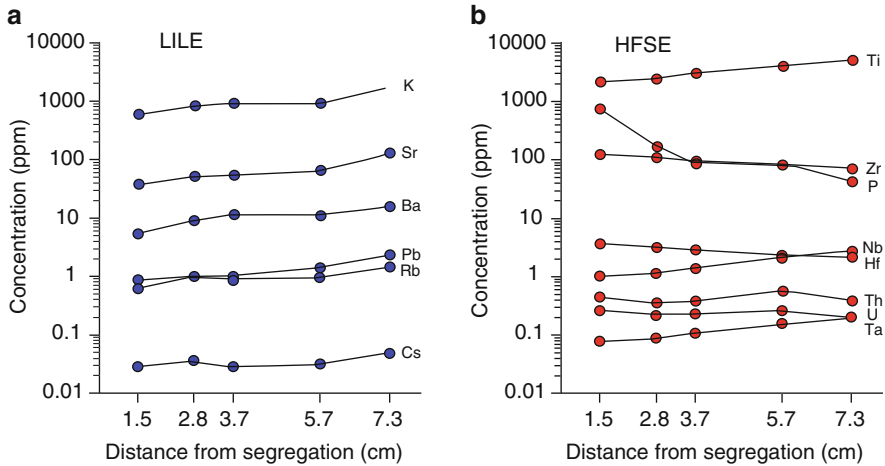 a
LILE
10000
1000
100
10
1
0.1
0.01
Concentration (ppm)
K
Sr
Ba
Pb
Rb
Cs
1.5 2.8 3.7 5.7 7.3
Distance from segregation (cm)
b
HFSE
10000
1000
100
10
1
0.1
0.01
Concentration (ppm)
Ti
Zr
P
Nb
Hf
Th
U
Ta
1.5 2.8 3.7 5.7 7.3
Distance from segregation (cm)